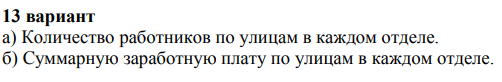 13 вариант
а) Количество работников по улицам в каждом отделе.
б) Суммарную заработную плату по улицам в каждом отделе.